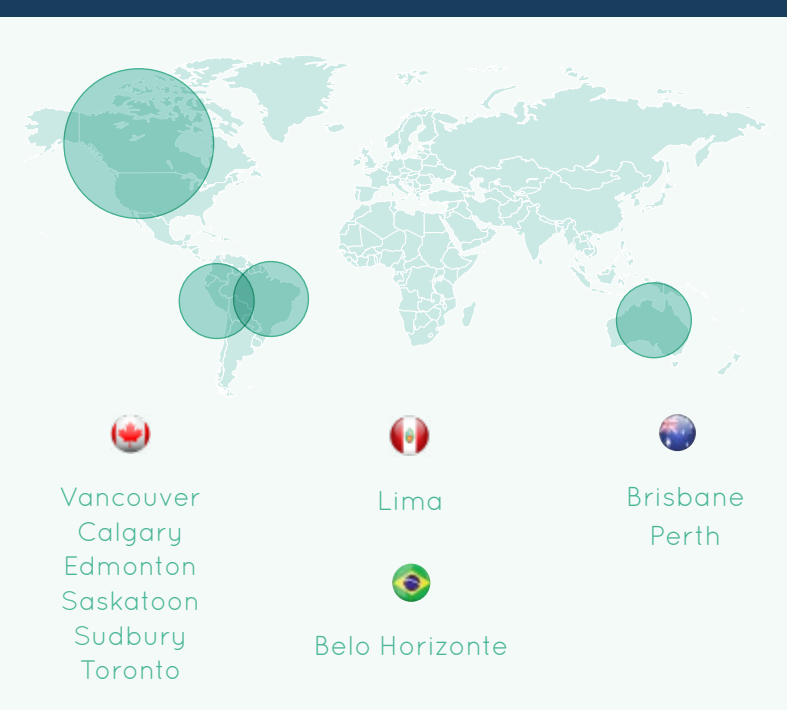 Vancouver
Calgary
Edmonton
Saskatoon
Sudbury
Toronto
Lima
Belo Horizonte
Brisbane
Perth